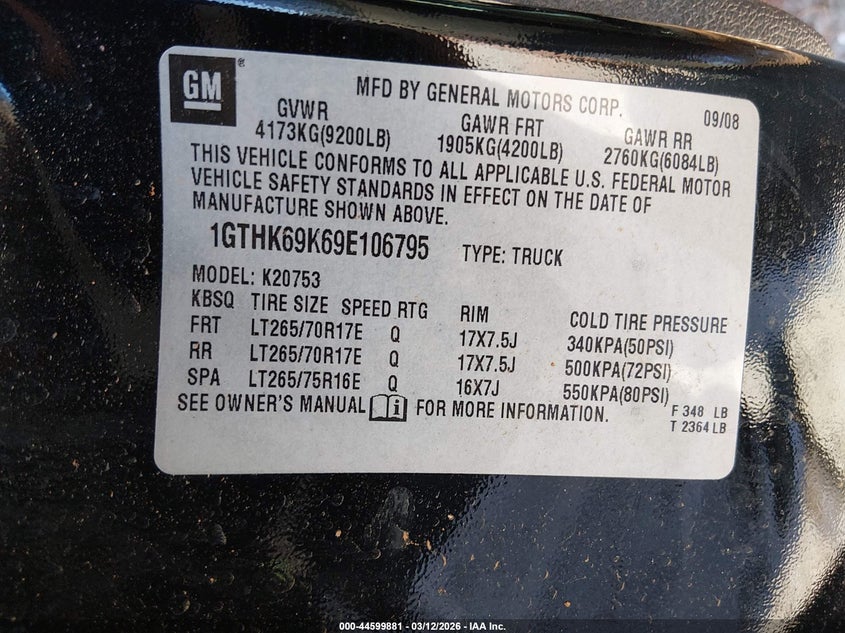 GM®
MFD BY GENERAL MOTORS CORP. 09/08
GVWR GAWR FRT GAWR RR
4173KG(9200LB) 1905KG(4200LB) 2760KG(6084LB)
THIS VEHICLE CONFORMS TO ALL APPLICABLE U.S. FEDERAL MOTOR
VEHICLE SAFETY STANDARDS IN EFFECT ON THE DATE OF
MANUFACTURE SHOWN ABOVE.
1GTHK69K69E106795 TYPE: TRUCK
MODEL: K20753
KBSQ TIRE SIZE SPEED RTG RIM COLD TIRE PRESSURE
FRT LT265/70R17E Q 17X7.5J 340KPA(50PSI)
RR LT265/70R17E Q 17X7.5J 500KPA(72PSI)
SPA LT265/75R16E Q 16X7J 550KPA(80PSI)
SEE OWNER'S MANUAL i FOR MORE INFORMATION.
F 348 LB
T 2364 LB
000-44599881 - 03/12/2026 - IAA Inc.